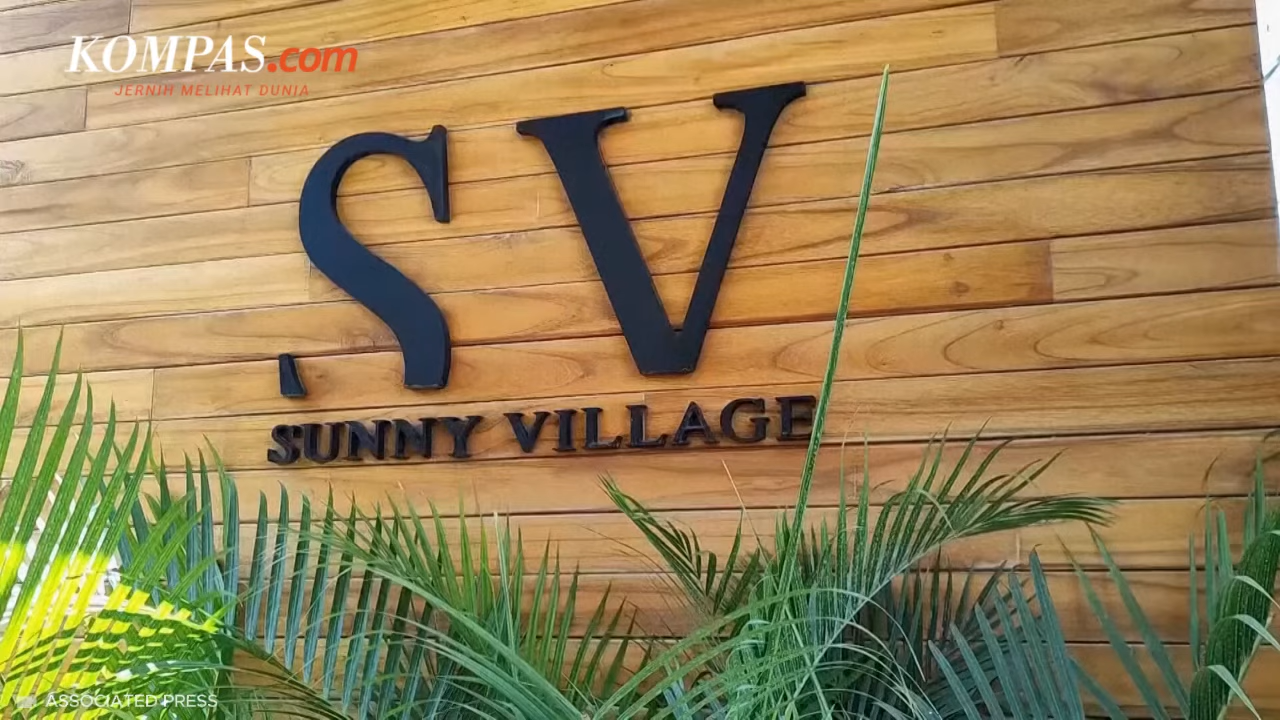 KOMPAS.com
JERNIH MELIHAT DUNIA
SV
SUNNY VILLAGE
ASSOCIATED PRESS